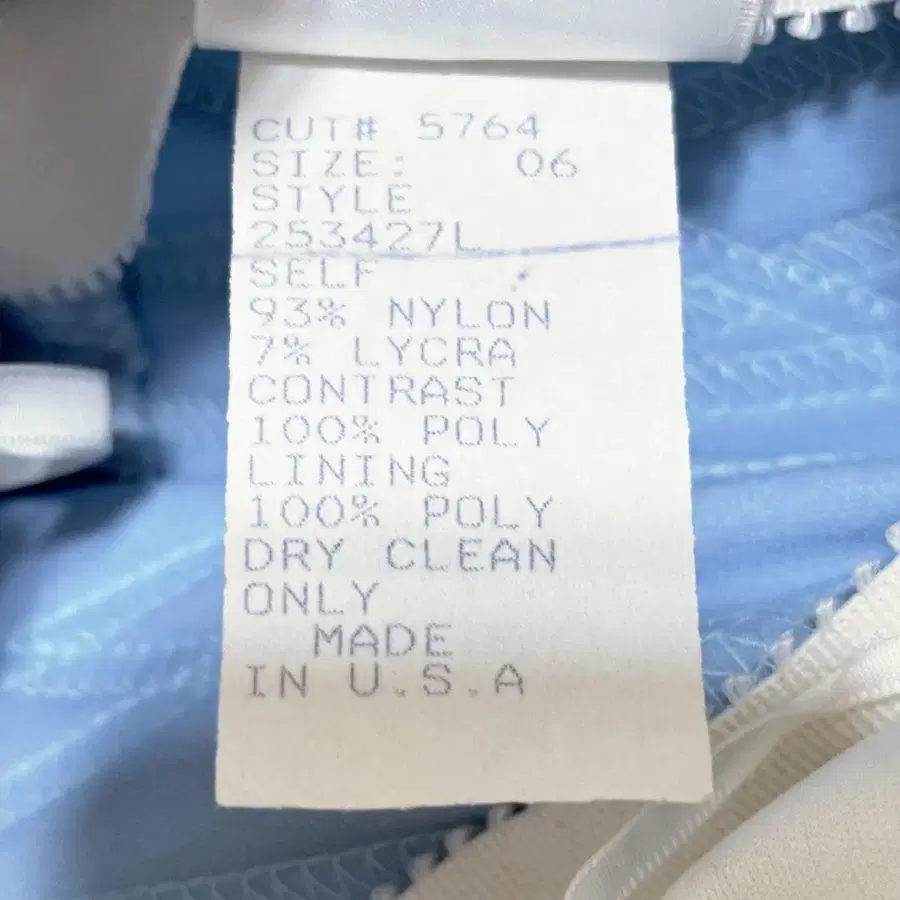 CUT# 5764
SIZE: 06
STYLE
253427L
SELF
93% NYLON
7% LYCRA
CONTRAST
100% POLY
LINING
100% POLY
DRY CLEAN
ONLY
MADE
IN U.S.A